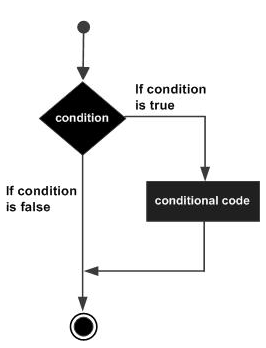 If condition
is true
condition
If condition
is false
conditional code